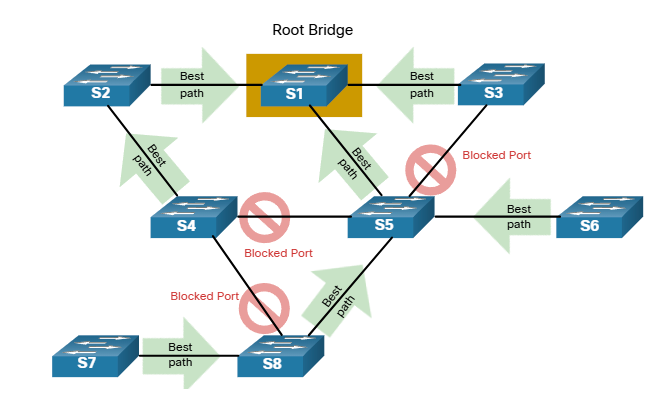 Root Bridge
S2
Best
path
S1
Best
path
S3
Best
path
Best
path
Blocked Port
S4
Blocked Port
S5
Best
path
S6
Blocked Port
Best
path
S7
Best
path
S8